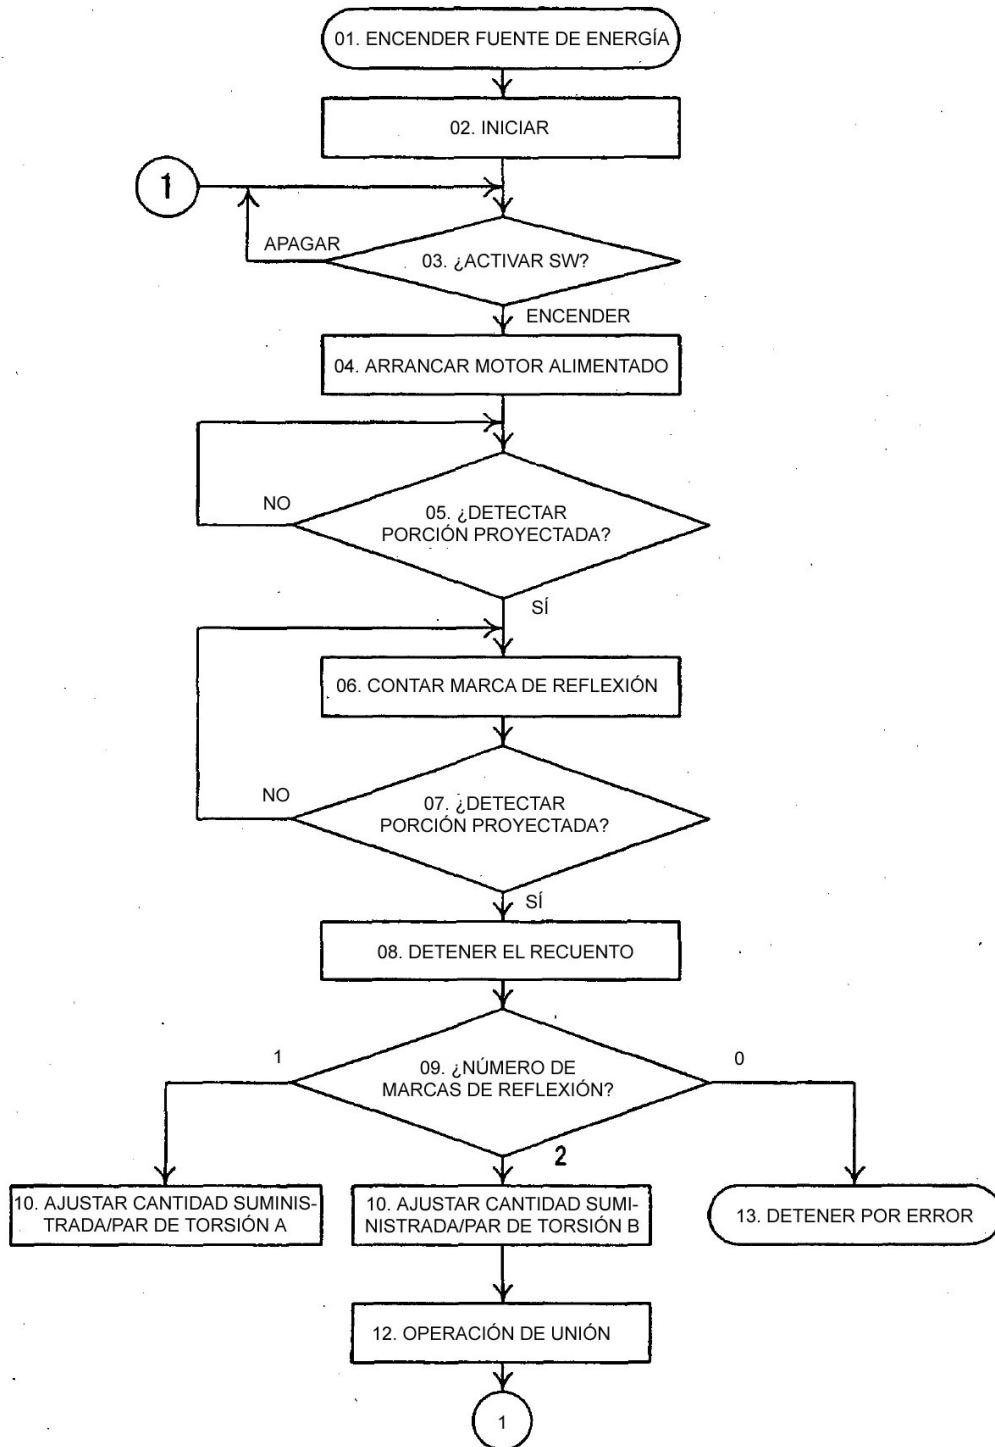 01. ENCENDER FUENTE DE ENERGÍA
02. INICIAR
1
APAGAR
03. ¿ACTIVAR SW?
ENCENDER
04. ARRANCAR MOTOR ALIMENTADO
NO
05. ¿DETECTAR
PORCIÓN PROYECTADA?
SÍ
06. CONTAR MARCA DE REFLEXIÓN
NO
07. ¿DETECTAR
PORCIÓN PROYECTADA?
SÍ
08. DETENER EL RECUENTO
1
09. ¿NÚMERO DE
MARCAS DE REFLEXIÓN?
0
2
10. AJUSTAR CANTIDAD SUMINIS-
TRADA/PAR DE TORSIÓN A
10. AJUSTAR CANTIDAD SUMI-
NISTRADA/PAR DE TORSIÓN B
13. DETENER POR ERROR
12. OPERACIÓN DE UNIÓN
1